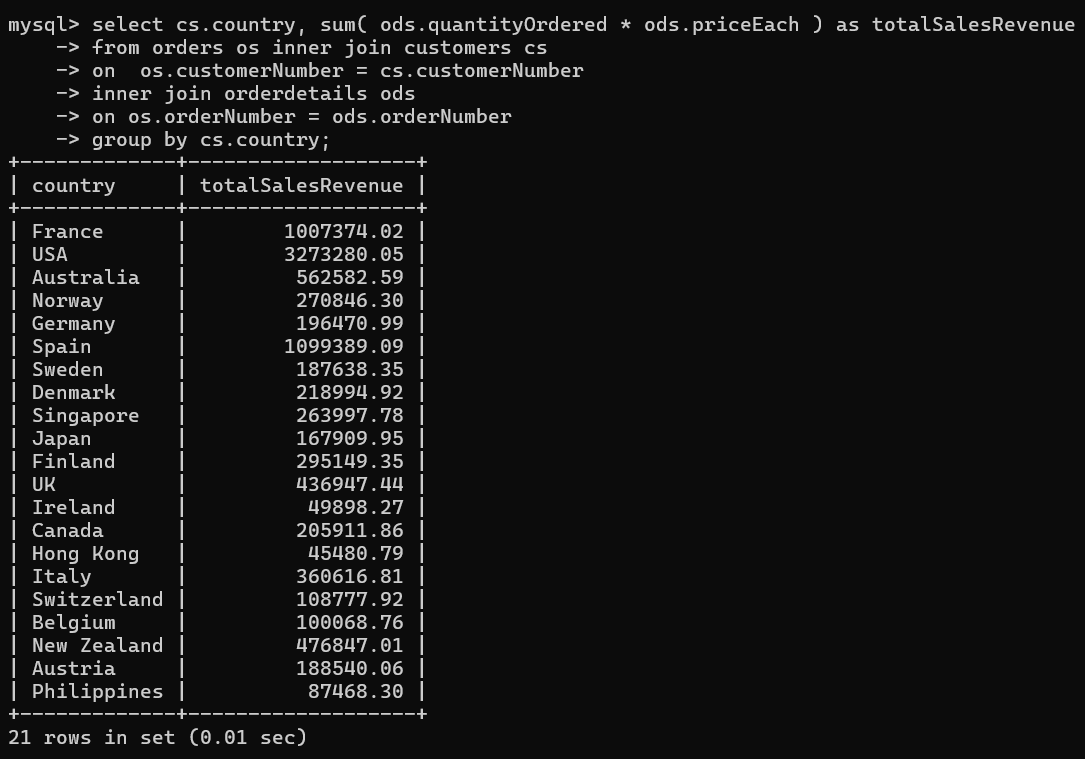 mysql> select cs.country, sum( ods.quantityOrdered * ods.priceEach ) as totalSalesRevenue
    -> from orders os inner join customers cs
    -> on  os.customerNumber = cs.customerNumber
    -> inner join orderdetails ods
    -> on os.orderNumber = ods.orderNumber
    -> group by cs.country;
+-------------+-------------------+
| country     | totalSalesRevenue |
+-------------+-------------------+
| France      |        1007374.02 |
| USA         |        3273280.05 |
| Australia   |         562582.59 |
| Norway      |         270846.30 |
| Germany     |         196470.99 |
| Spain       |        1099389.09 |
| Sweden      |         187638.35 |
| Denmark     |         218994.92 |
| Singapore   |         263997.78 |
| Japan       |         167909.95 |
| Finland     |         295149.35 |
| UK          |         436947.44 |
| Ireland     |          49898.27 |
| Canada      |         205911.86 |
| Hong Kong   |          45480.79 |
| Italy       |         360616.81 |
| Switzerland |         108777.92 |
| Belgium     |         100068.76 |
| New Zealand |         476847.01 |
| Austria     |         188540.06 |
| Philippines |          87468.30 |
+-------------+-------------------+
21 rows in set (0.01 sec)